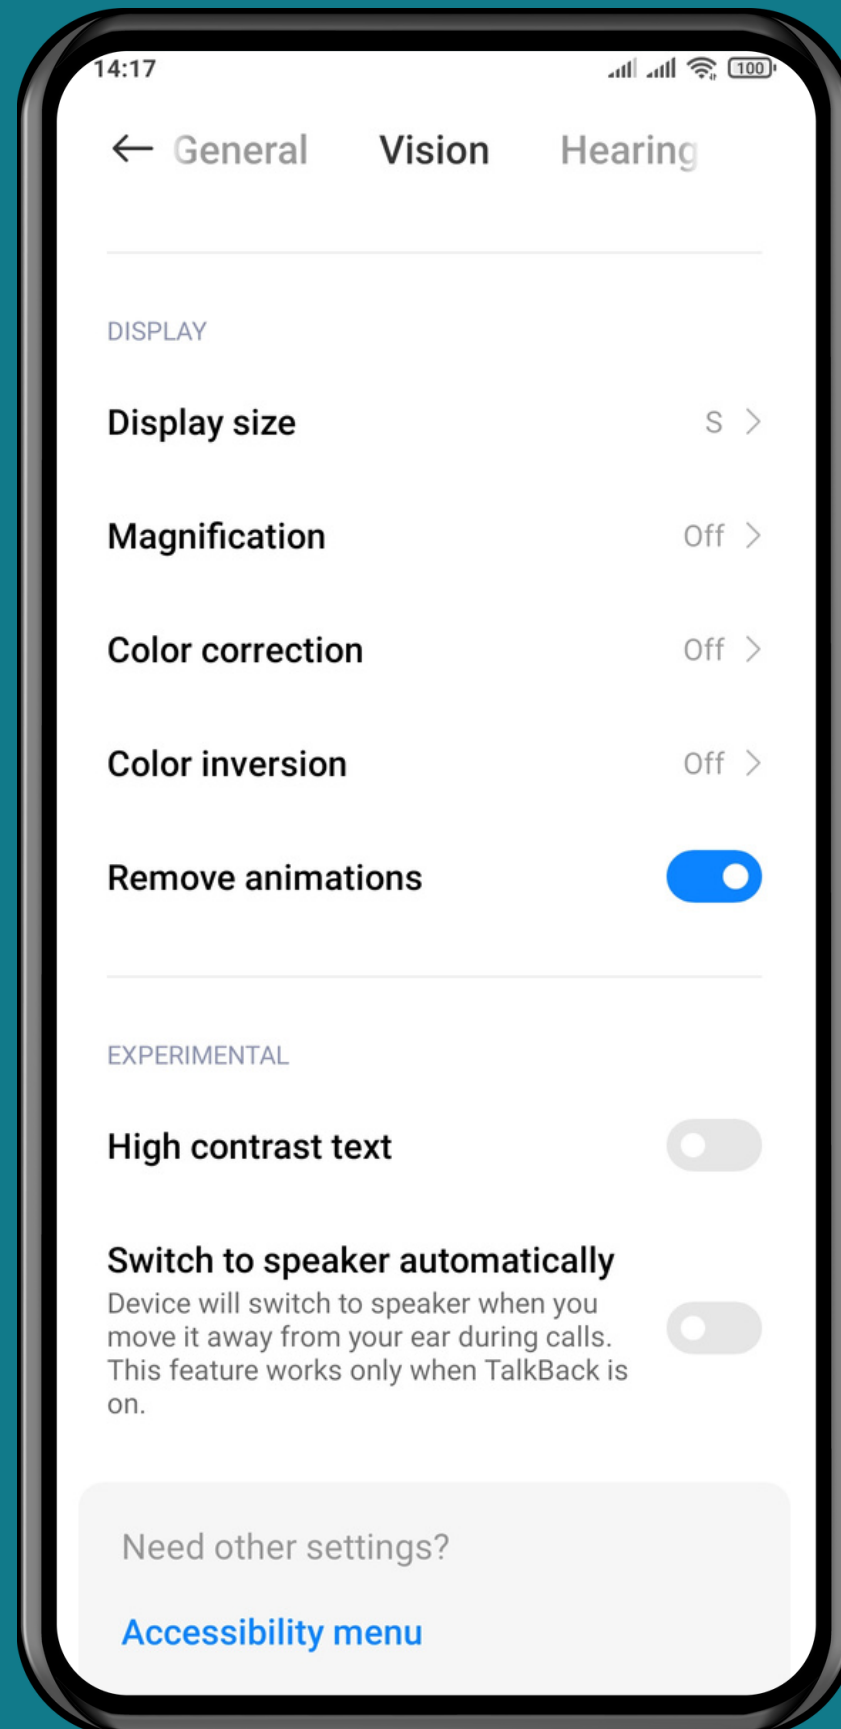 14:17
100
General Vision Hearing
DISPLAY
Display size S
Magnification Off
Color correction Off
Color inversion Off
Remove animations
EXPERIMENTAL
High contrast text
Switch to speaker automatically
Device will switch to speaker when you
move it away from your ear during calls.
This feature works only when TalkBack is
on.
Need other settings?
Accessibility menu